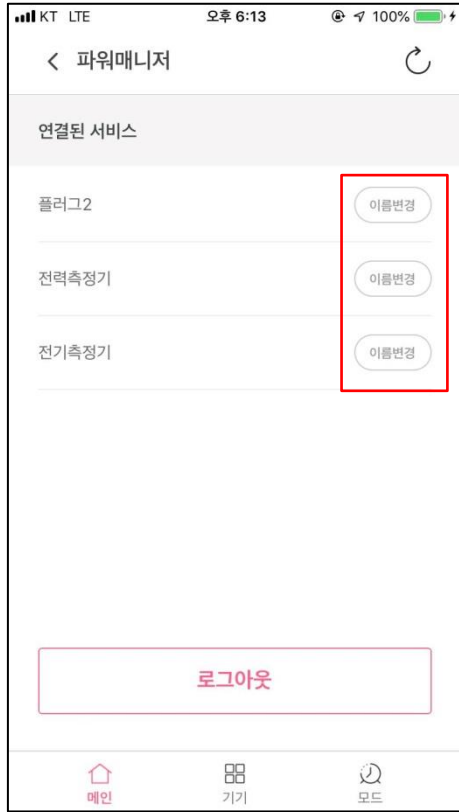 KT LTE 오후 6:13 100%
파워매니저
연결된 서비스
플러그2 이름변경
전력측정기 이름변경
전기측정기 이름변경
로그아웃
메인 기기 모드